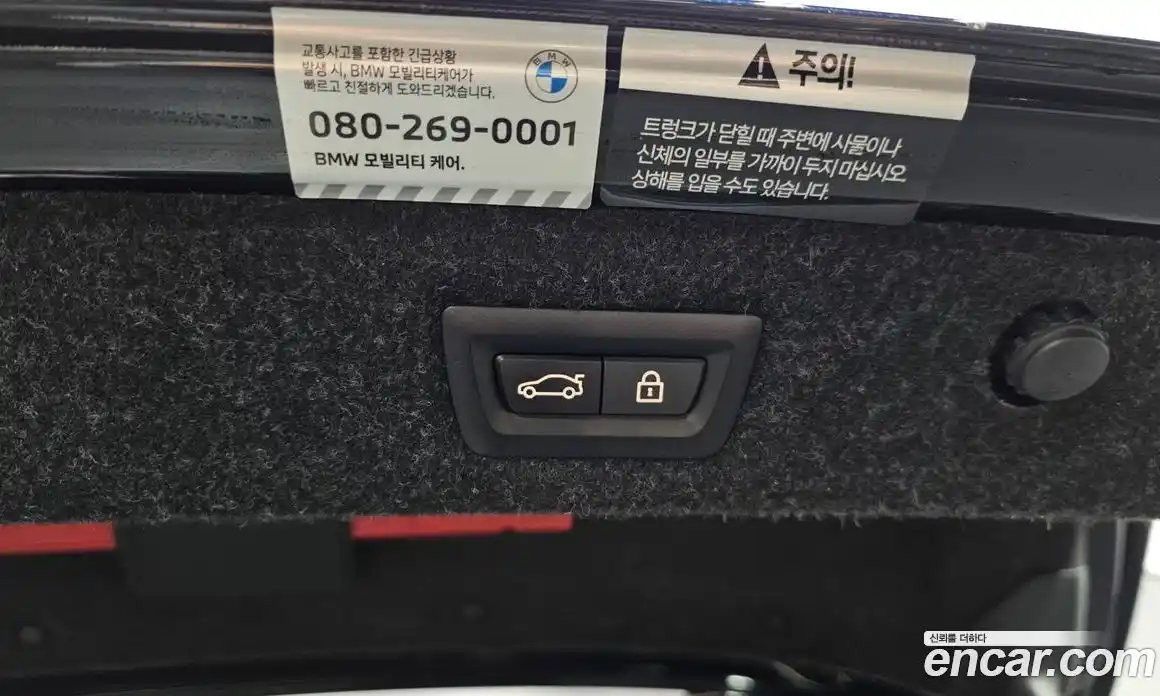 교통사고를 포함한 긴급상황
발생 시, BMW 모빌리티케어가
빠르고 친절하게 도와드리겠습니다.
BMW
080-269-0001
BMW 모빌리티 케어.
주의!
트렁크가 닫힐 때 주변에 사물이나
신체의 일부를 가까이 두지 마십시오.
상해를 입을 수도 있습니다.
신뢰를 더하다
encar.com